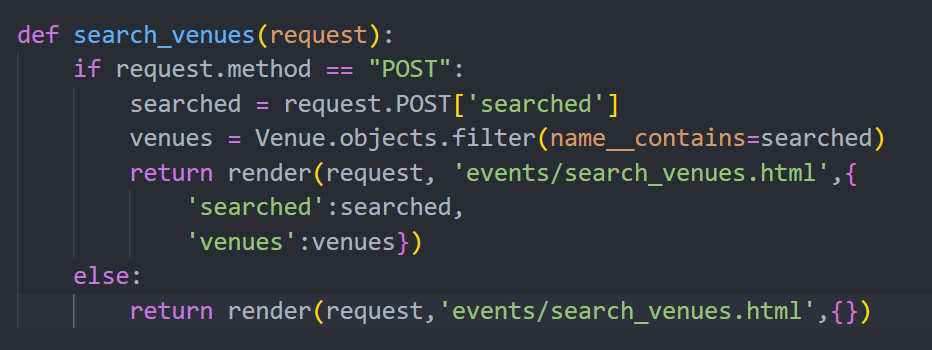 def search_venues(request):
    if request.method == "POST":
        searched = request.POST['searched']
        venues = Venue.objects.filter(name__contains=searched)
        return render(request, 'events/search_venues.html',{
            'searched':searched,
            'venues':venues})
    else:
        return render(request,'events/search_venues.html',{})